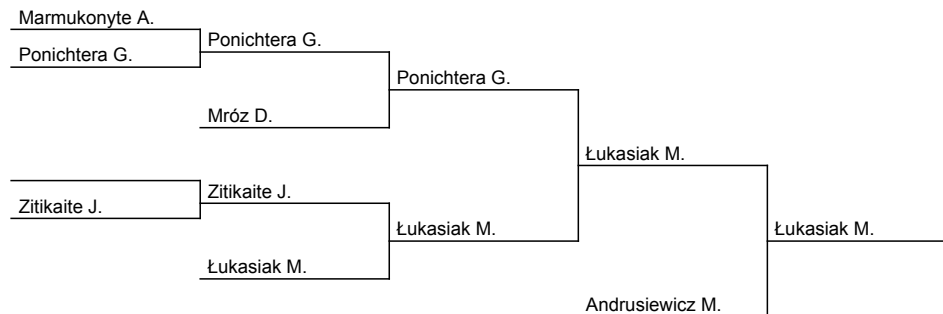 Marmukonyte A.
Ponichtera G.
Ponichtera G.
Ponichtera G.
Mróz D.
Łukasiak M.
Zitikaite J.
Zitikaite J.
Łukasiak M.
Łukasiak M.
Łukasiak M.
Andrusiewicz M.